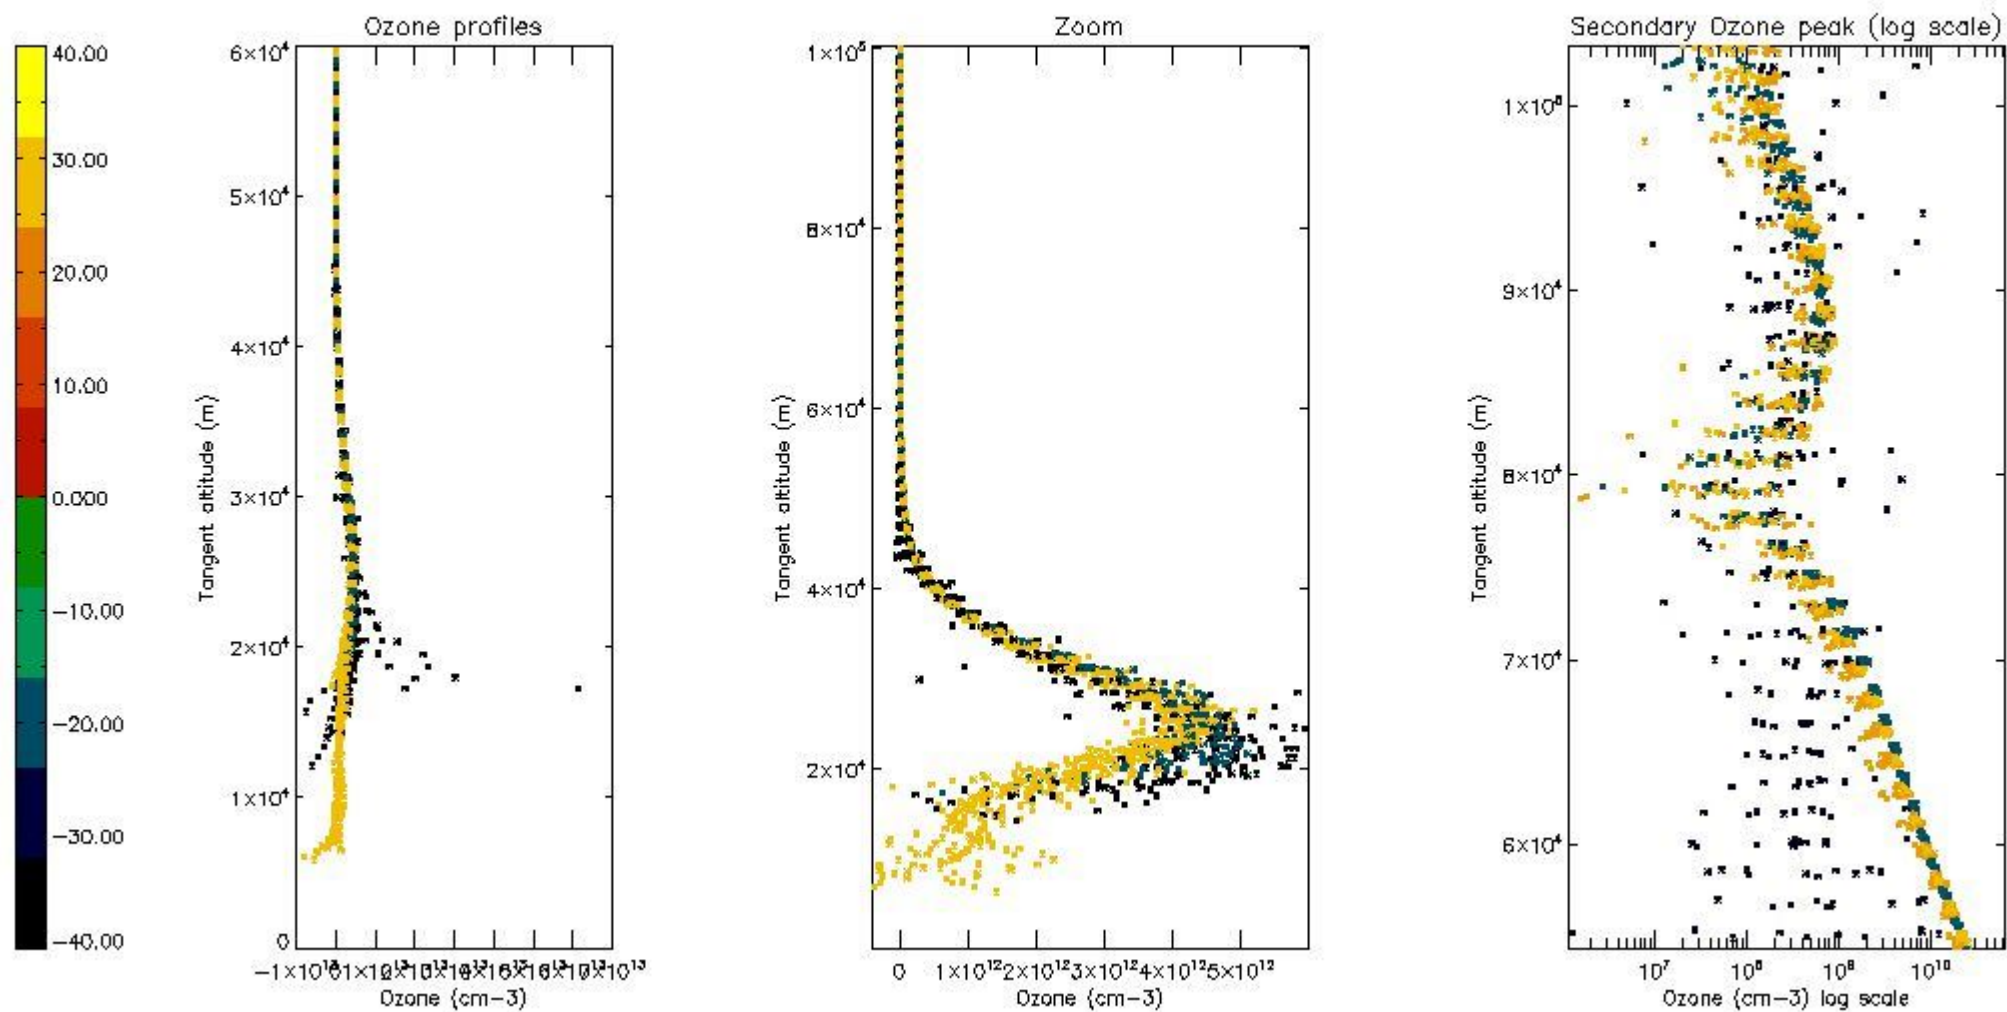 Ozone profiles
Zoom
Secondary Ozone peak (log scale)
40.00
30.00
20.00
10.00
0.000
-10.00
-20.00
-30.00
-40.00
6×10⁴
5×10⁴
4×10⁴
3×10⁴
2×10⁴
1×10⁴
0
Tangent altitude (m)
Ozone (cm-3)
1×10⁵
8×10⁴
6×10⁴
4×10⁴
2×10⁴
Tangent altitude (m)
0 1×10¹² 2×10¹² 3×10¹² 4×10¹² 5×10¹²
Ozone (cm-3)
1×10⁵
9×10⁴
8×10⁴
7×10⁴
6×10⁴
Tangent altitude (m)
10⁷ 10⁸ 10⁹ 10¹⁰
Ozone (cm-3) log scale